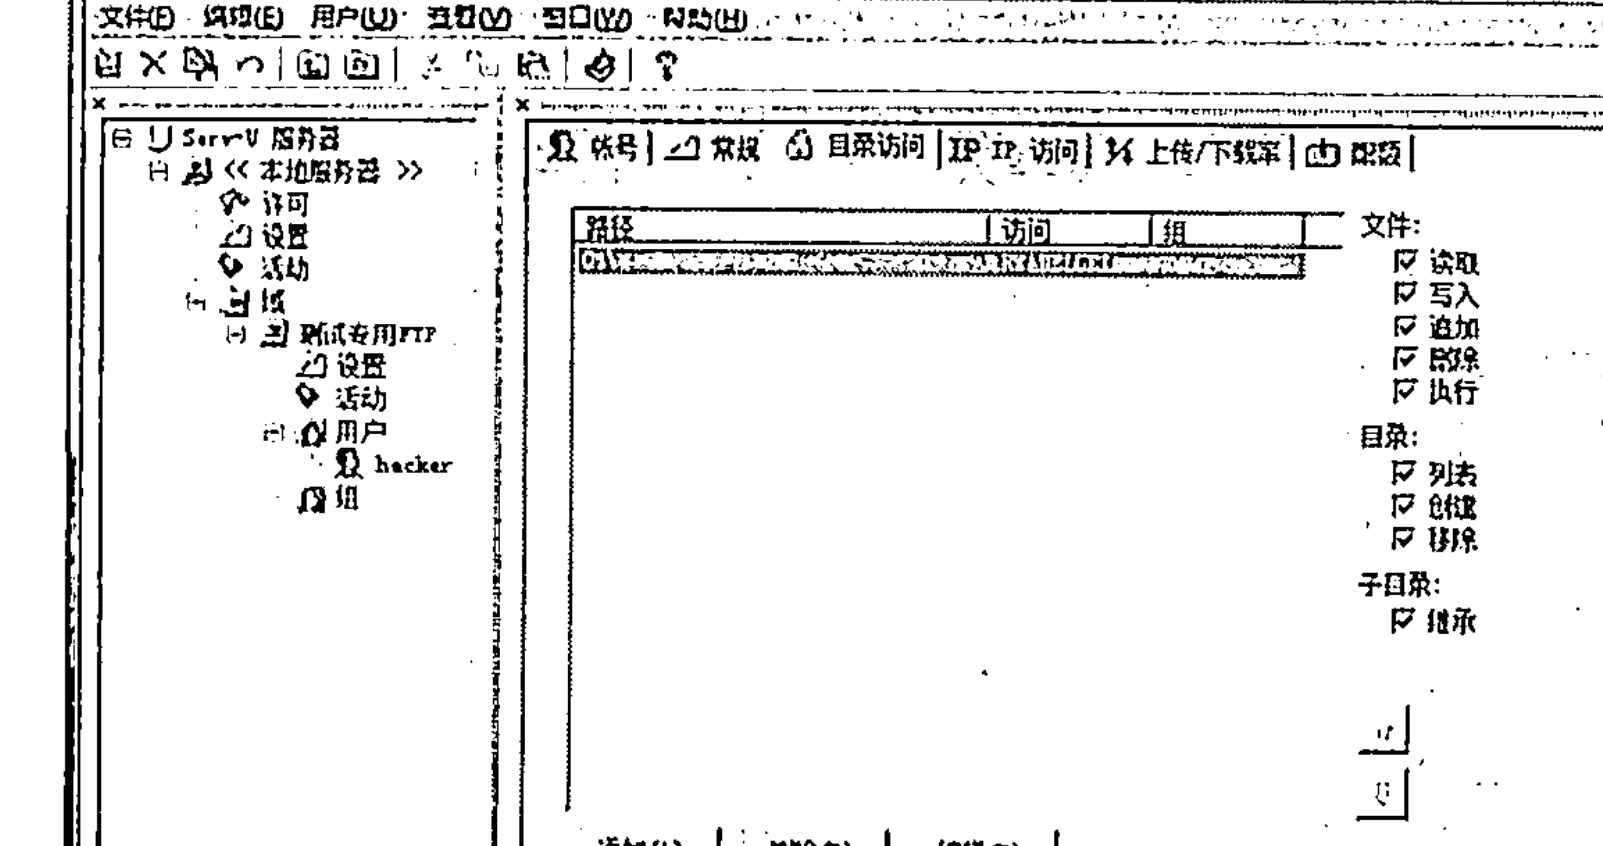 文件(F) 编辑(E) 用户(U) 查看(V) 窗口(W) 帮助(H)
Serv-U 服务器
<< 本地服务器 >>
许可
设置
活动
域
测试专用FTP
设置
活动
用户
hacker
组
帐号 常规 目录访问 IP IP 访问 上传/下载率 配额
路径 访问 组
文件:
读取
写入
追加
删除
执行
目录:
列表
创建
移除
子目录:
继承